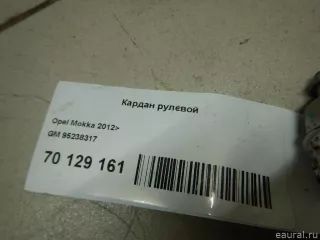 Кардан рулевой
Opel Mokka 2012>
GM 95238317
70 129 161
eaural.ru